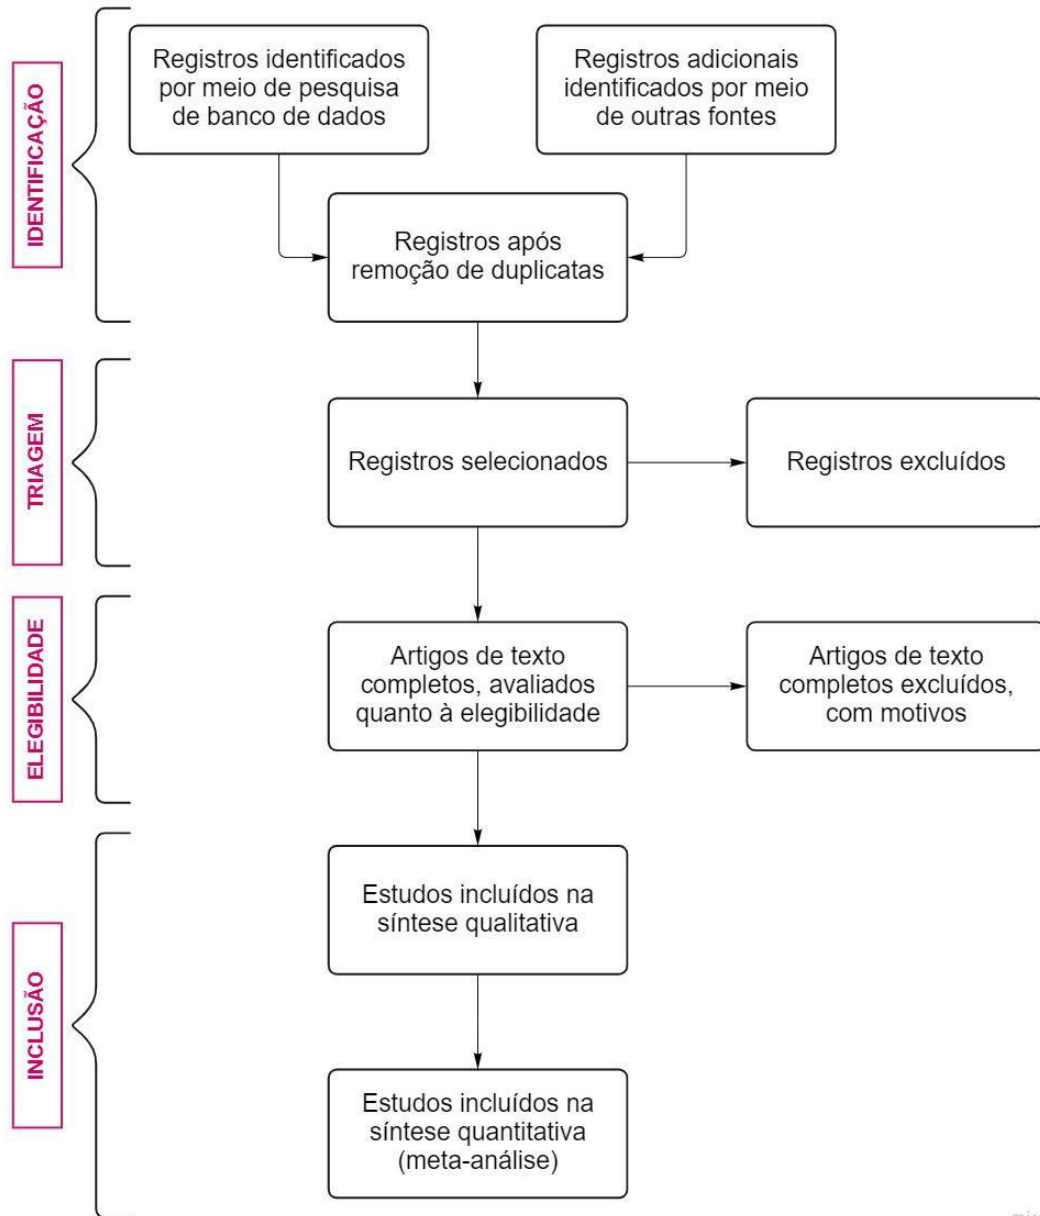 IDENTIFICAÇÃO
Registros identificados
por meio de pesquisa
de banco de dados
Registros adicionais
identificados por meio
de outras fontes
Registros após
remoção de duplicatas
TRIAGEM
Registros selecionados
Registros excluídos
ELEGIBILIDADE
Artigos de texto
completos, avaliados
quanto à elegibilidade
Artigos de texto
completos excluídos,
com motivos
INCLUSÃO
Estudos incluídos na
síntese qualitativa
Estudos incluídos na
síntese quantitativa
(meta-análise)